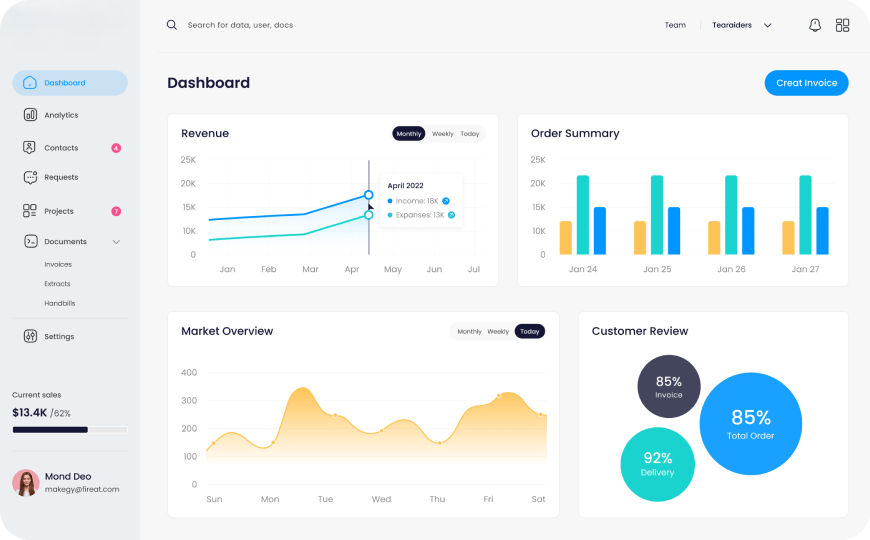 Search for data, user, docs
Team
Tearaiders
Dashboard
Analytics
Contacts
4
Requests
Projects
7
Documents
Invoices
Extracts
Handbills
Settings
Current sales
$13.4K /62%
Mond Deo
makegy@fireat.com
Dashboard
Creat Invoice
Revenue
Monthly Weekly Today
25K
20K
15K
10K
0
Jan Feb Mar Apr May Jun Jul
April 2022
Income: 18K
Expanses: 13K
Order Summary
25K
20K
15K
10K
0
Jan 24 Jan 25 Jan 26 Jan 27
Market Overview
Monthly Weekly Today
400
300
200
100
0
Sun Mon Tue Wed Thu Fri Sat
Customer Review
85%
Invoice
85%
Total Order
92%
Delivery